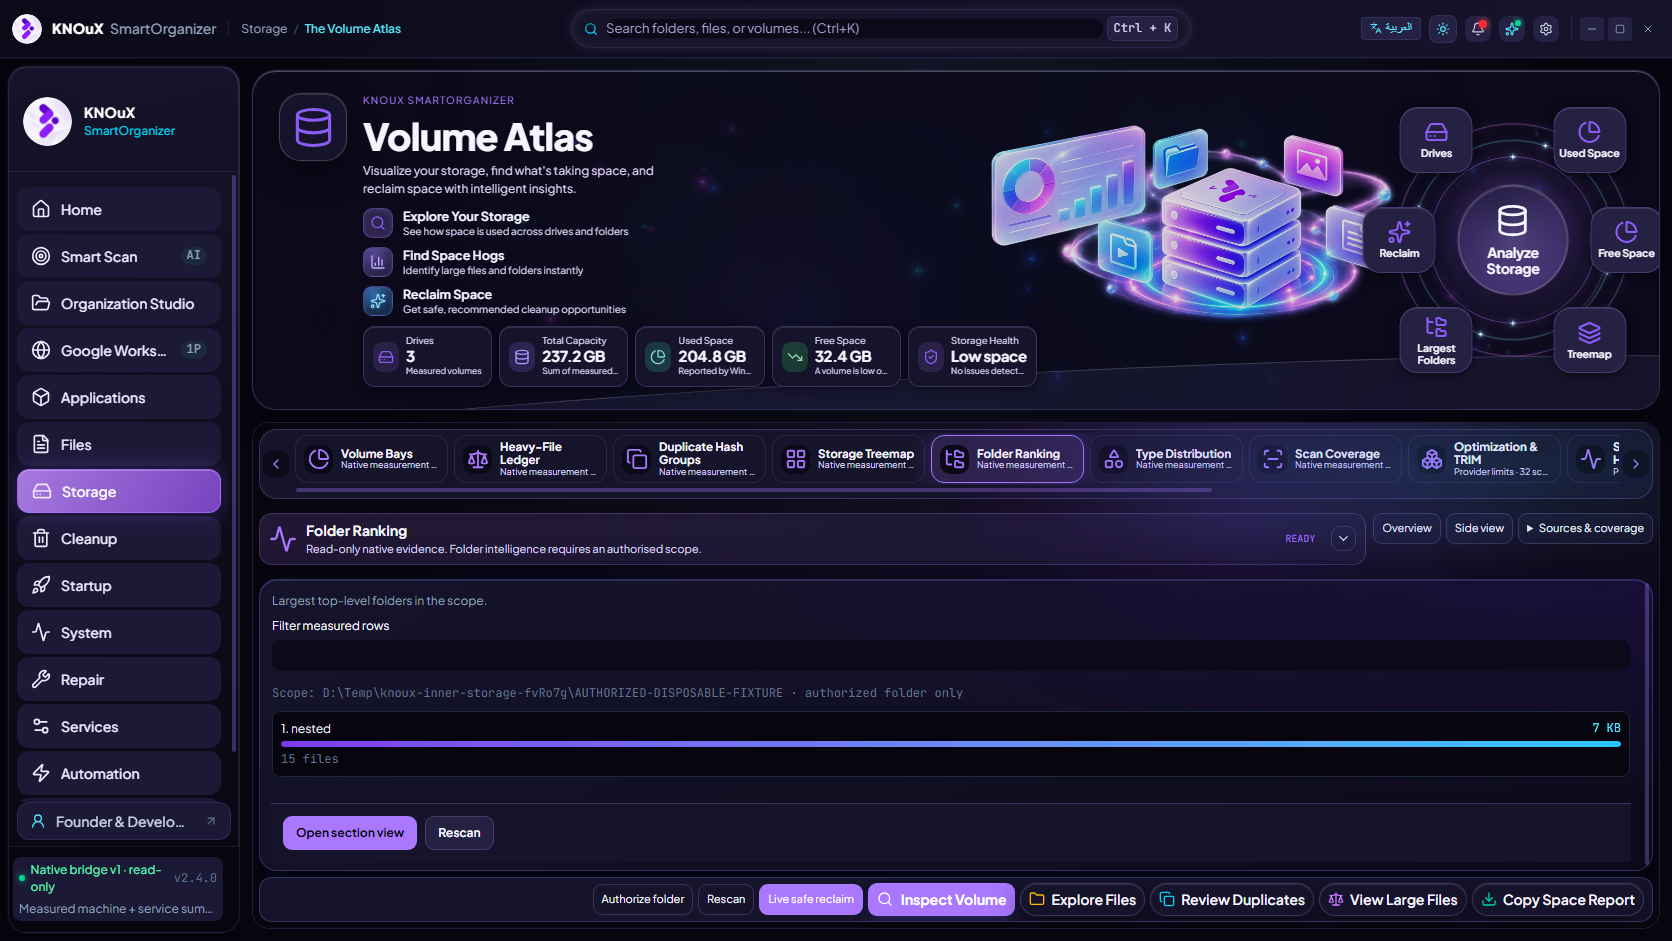 KNOuX SmartOrganizer
Storage / The Volume Atlas
Search folders, files, or volumes... (Ctrl+K)
Ctrl + K
العربية
KNOuX
SmartOrganizer
Home
Smart Scan
AI
Organization Studio
Google Works...
1P
Applications
Files
Storage
Cleanup
Startup
System
Repair
Services
Automation
Founder & Develo...
Native bridge v1 · read-only
v2.4.0
Measured machine + service sum...
KNOUX SMARTORGANIZER
Volume Atlas
Visualize your storage, find what's taking space, and
reclaim space with intelligent insights.
Explore Your Storage
See how space is used across drives and folders
Find Space Hogs
Identify large files and folders instantly
Reclaim Space
Get safe, recommended cleanup opportunities
Drives
3
Measured volumes
Total Capacity
237.2 GB
Sum of measured...
Used Space
204.8 GB
Reported by Win...
Free Space
32.4 GB
A volume is low o...
Storage Health
Low space
No issues detect...
Drives
Used Space
Reclaim
Analyze
Storage
Free Space
Largest
Folders
Treemap
Volume Bays
Native measurement ...
Heavy-File
Ledger
Native measurement ...
Duplicate Hash
Groups
Native measurement ...
Storage Treemap
Native measurement ...
Folder Ranking
Native measurement ...
Type Distribution
Native measurement ...
Scan Coverage
Native measurement ...
Optimization &
TRIM
Provider limits · 32 sc...
Folder Ranking
Read-only native evidence. Folder intelligence requires an authorised scope.
READY
Overview
Side view
Sources & coverage
Largest top-level folders in the scope.
Filter measured rows
Scope: D:\Temp\knoux-inner-storage-fvRo7g\AUTHORIZED-DISPOSABLE-FIXTURE · authorized folder only
1. nested
7 KB
15 files
Open section view
Rescan
Authorize folder
Rescan
Live safe reclaim
Inspect Volume
Explore Files
Review Duplicates
View Large Files
Copy Space Report